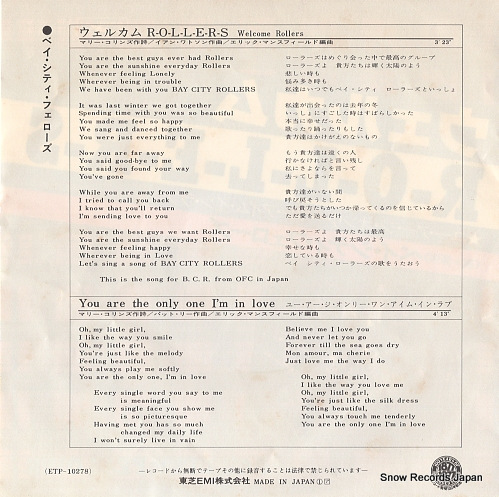 ●ベイ・シティ・フェローズ
ウェルカム R-O-L-L-E-R-S Welcome Rollers
マリー・コリンズ作詩／イアン・ワトソン作曲／エリック・マンスフィールド編曲 3′23″
You are the best guys ever had Rollers
You are the sunshine everyday Rollers
Whenever feeling Lonely
Wherever being in trouble
We have been with you BAY CITY ROLLERS
ローラーズはめぐり会った中で最高のグループ
ローラーズよ 貴方たちは輝く太陽のよう
悲しい時も
悩み多き時も
私達はいつでもベイ・シティ ローラーズといっしょ
It was last winter we got together
Spending time with you was so beautiful
You made me feel so happy
We sang and danced together
You were just everything to me
私達が出会ったのは去年の冬
いっしょにすごした時はすばらしかった
本当に幸せだった
歌ったり踊ったりもした
貴方達はかけがえのないもの
Now you are far away
You said good-bye to me
You said you found your way
You've gone
もう貴方達は遠くの人
行かなければと言い残し
私にさよならを言って
去ってしまった
While you are away from me
I tried to call you back
I know that you'll return
I'm sending love to you
貴方達がいない間
呼び戻そうとした
でも貴方たちがいつか帰ってくるのを信じているから
ただ愛を送るだけ
You are the best guys we want Rollers
You are the sunshine everyday Rollers
Whenever feeling happy
Wherever being in Love
Let's sing a song of BAY CITY ROLLERS
ローラーズよ 貴方たちは最高
ローラーズよ 輝く太陽のよう
幸せな時も
恋している時も
ベイ・シティ・ローラーズの歌をうたおう
This is the song for B. C. R. from OFC in Japan
You are the only one I'm in love ユー・アー・ジ・オンリー・ワン・アイム・イン・ラブ
マリー・コリンズ作詩／パット・リー作曲／エリック・マンスフィールド編曲 4′13″
Oh, my little girl,
I like the way you smile
Oh, my little girl,
You're just like the melody
Feeling beautiful,
You always play me softly
You are the only one, I'm in love
Every single word you say to me
is meaningful
Every single face you show me
is so picturesque
Having met you has so much
changed my daily life
I won't surely live in vain
Believe me I love you
And never let you go
Forever till the sea goes dry
Mon amour, ma cherie
Just love me the way I do
Oh, my little girl,
I like the way you love me
Oh, my little girl,
You're just like the silk dress
Feeling beautiful,
You always touch me tenderly
You are the only one I'm in love
(ETP-10278)
―レコードから無断でテープその他に録音することは法律で禁じられています―
東芝EMI株式会社 MADE IN JAPAN
Snow Records Japan